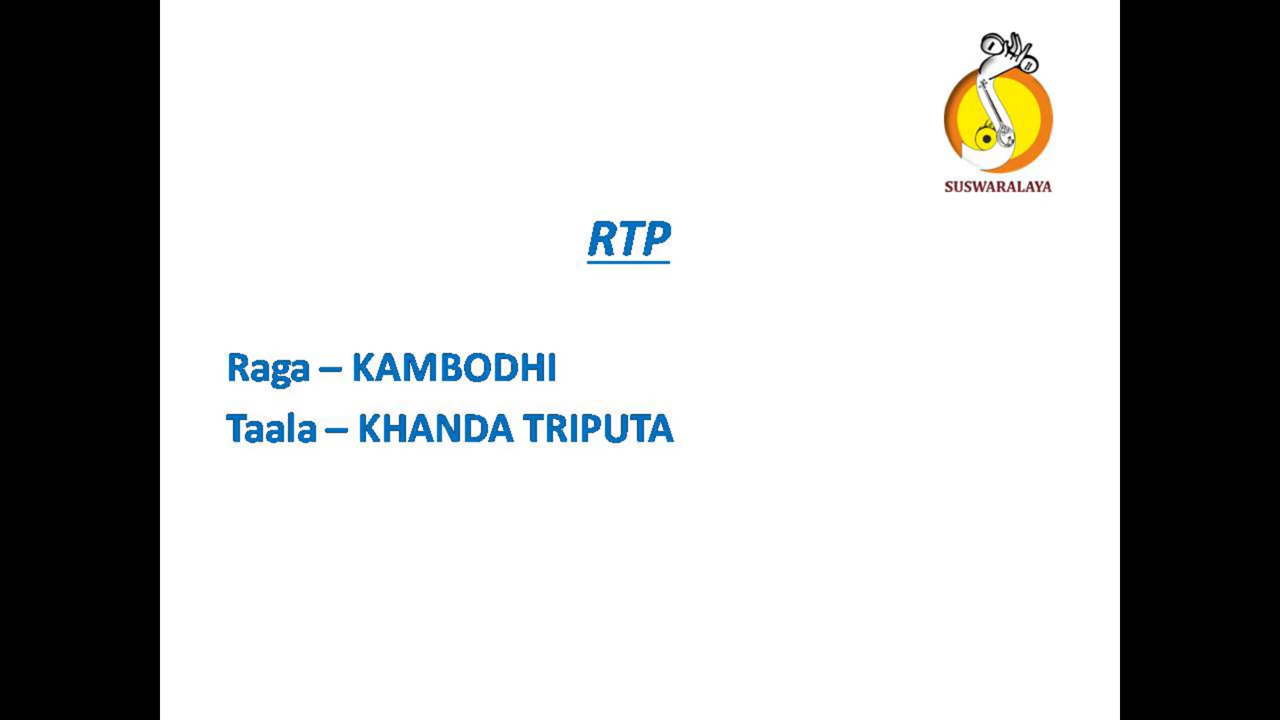 SUSWARALAYA
RTP
Raga – KAMBODHI
Taala – KHANDA TRIPUTA